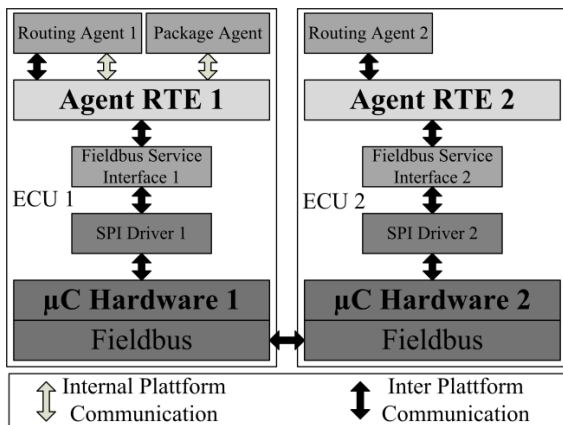 Routing Agent 1
Package Agent
Agent RTE 1
Fieldbus Service
Interface 1
ECU 1
SPI Driver 1
µC Hardware 1
Fieldbus
Routing Agent 2
Agent RTE 2
Fieldbus Service
Interface 2
ECU 2
SPI Driver 2
µC Hardware 2
Fieldbus
Internal Plattform
Communication
Inter Plattform
Communication